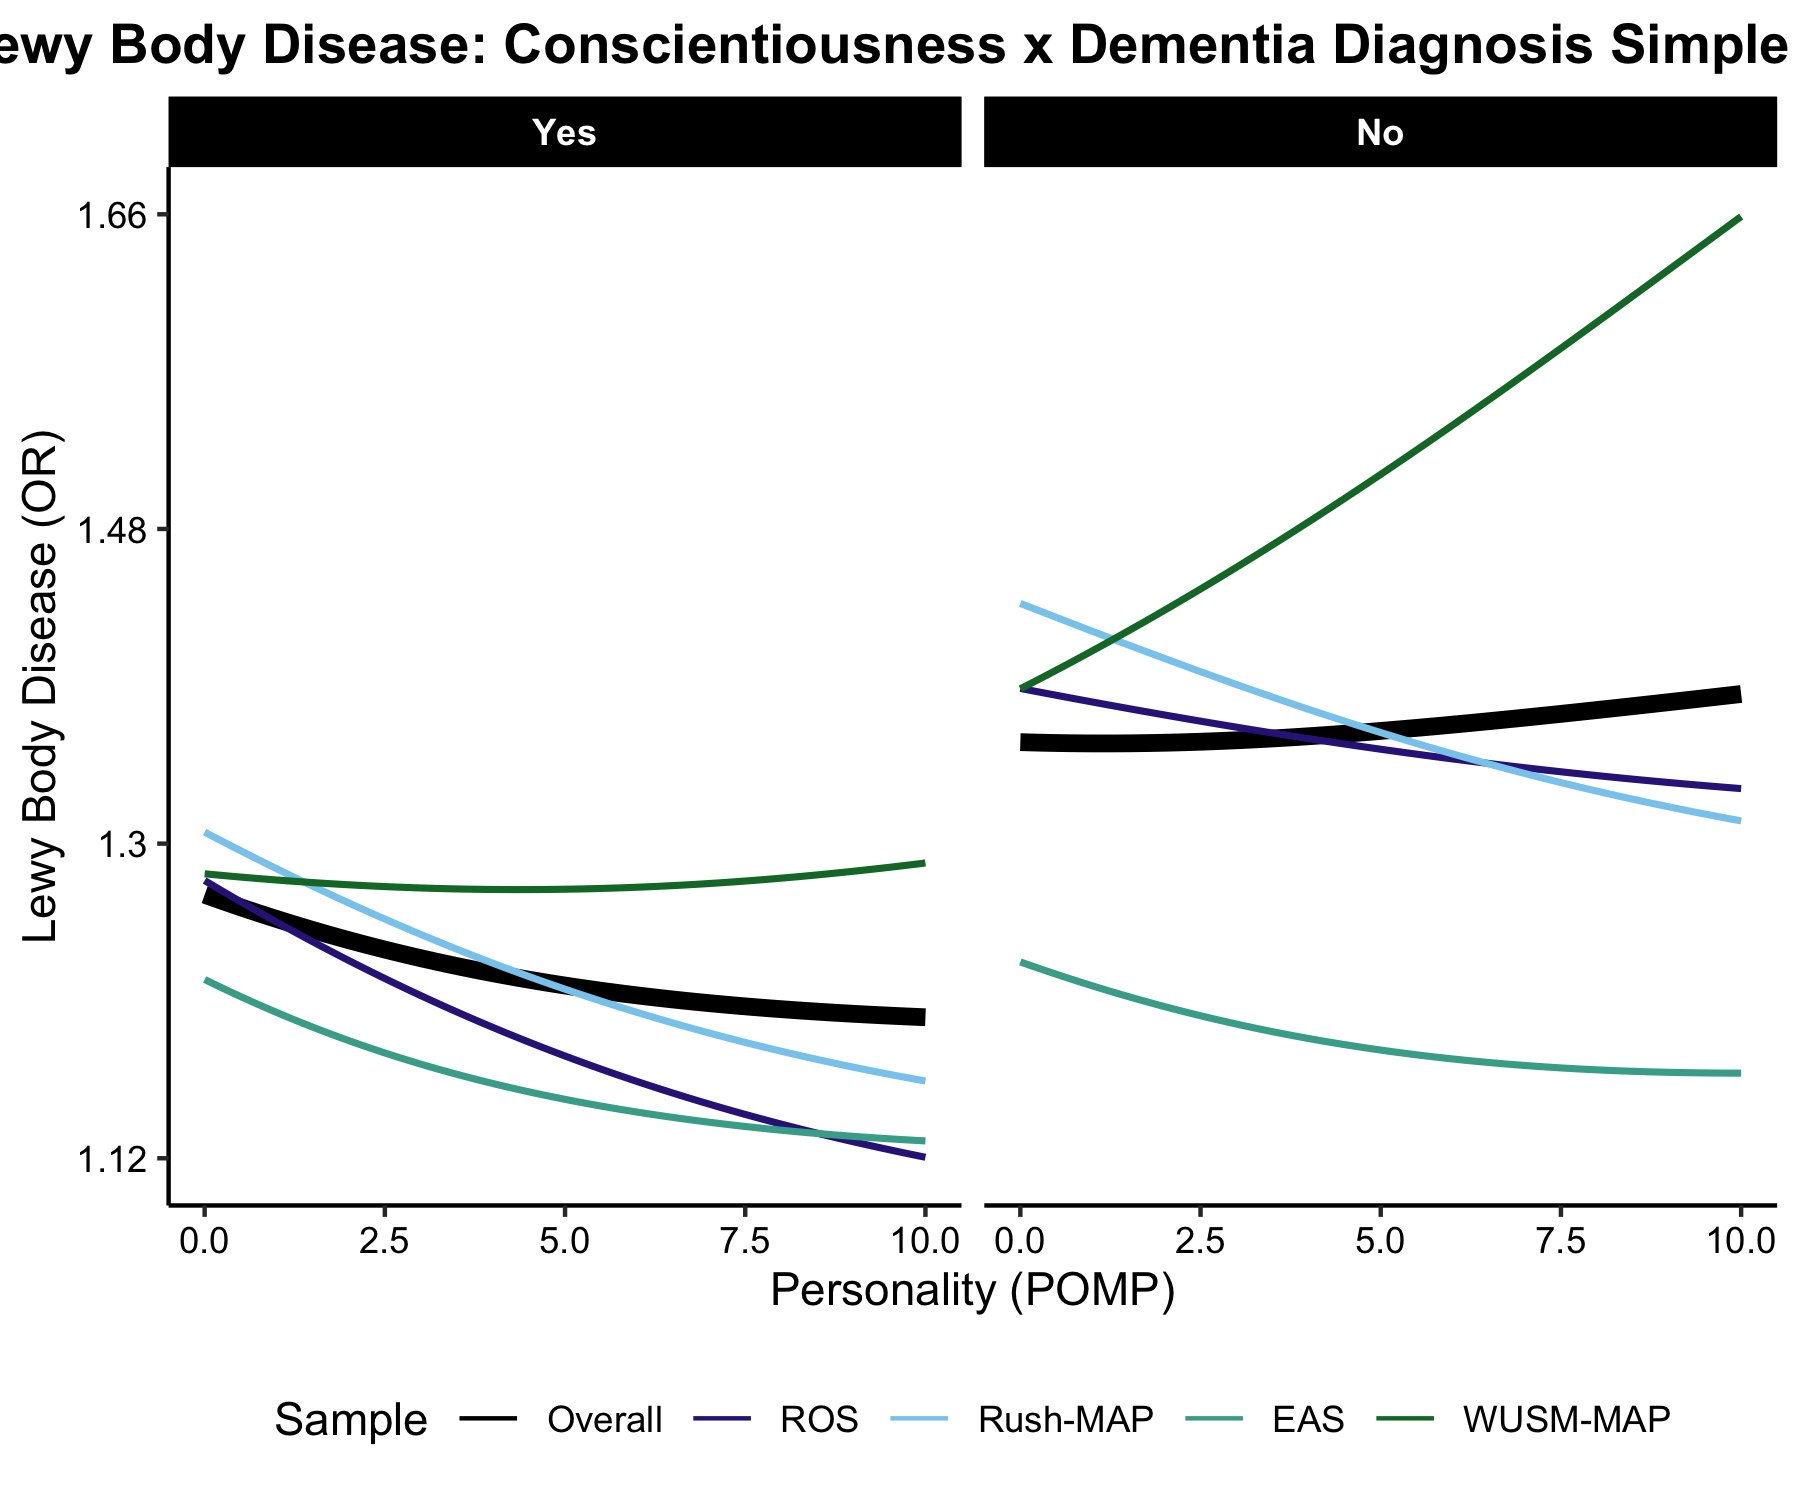 ewy Body Disease: Conscientiousness x Dementia Diagnosis Simple
Yes No
Lewy Body Disease (OR)
1.66
1.48
1.3
1.12
0.0 2.5 5.0 7.5 10.0 0.0 2.5 5.0 7.5 10.0
Personality (POMP)
Sample Overall ROS Rush-MAP EAS WUSM-MAP